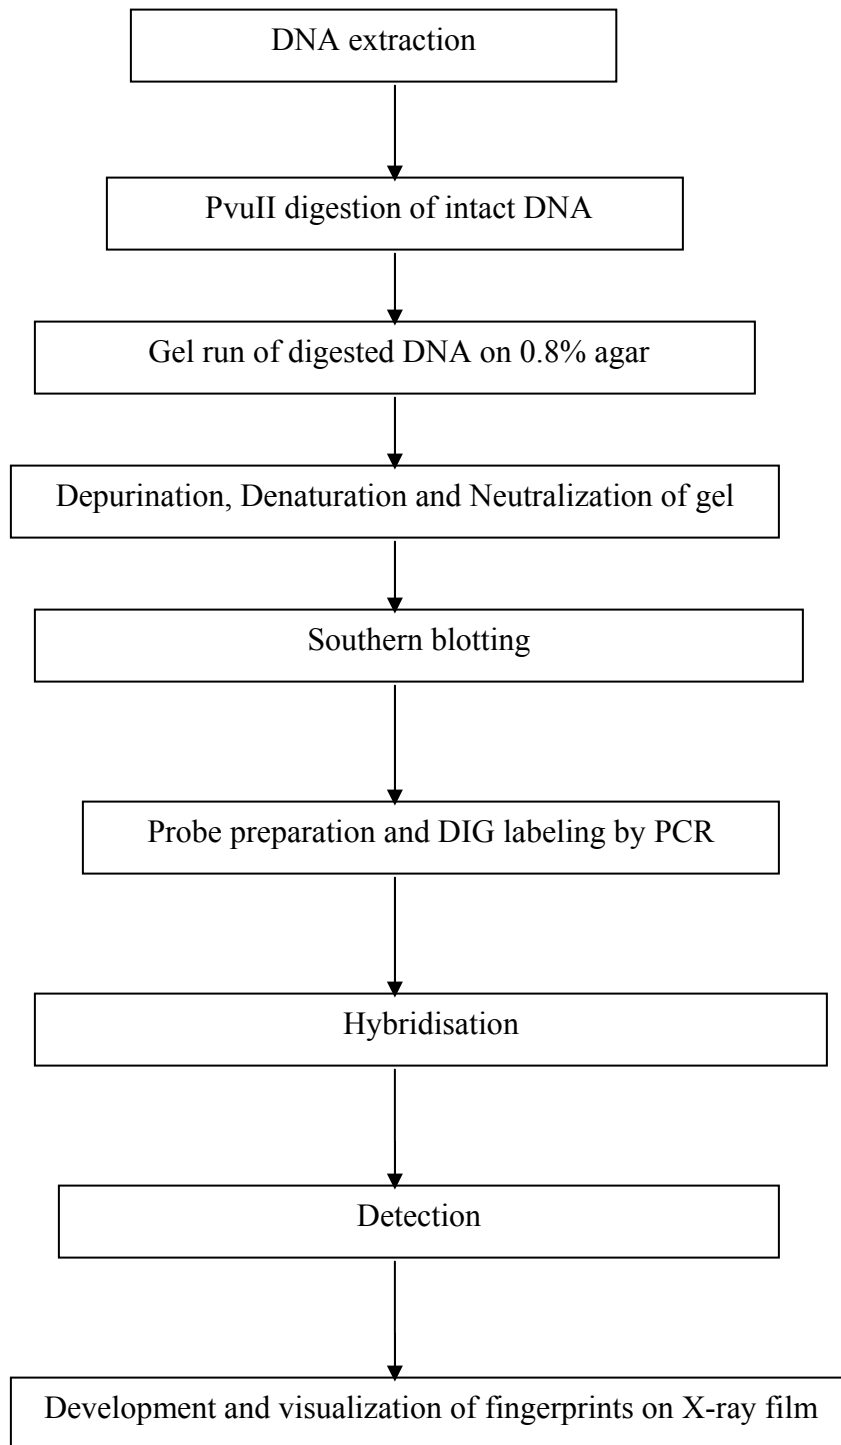 DNA extraction
PvuII digestion of intact DNA
Gel run of digested DNA on 0.8% agar
Depurination, Denaturation and Neutralization of gel
Southern blotting
Probe preparation and DIG labeling by PCR
Hybridisation
Detection
Development and visualization of fingerprints on X-ray film